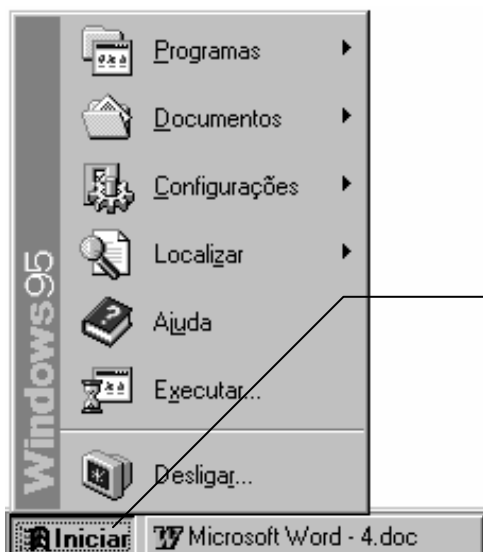 Programas
Documentos
Configurações
Localizar
Ajuda
Executar...
Desligar...
Windows95
Iniciar
Microsoft Word - 4.doc